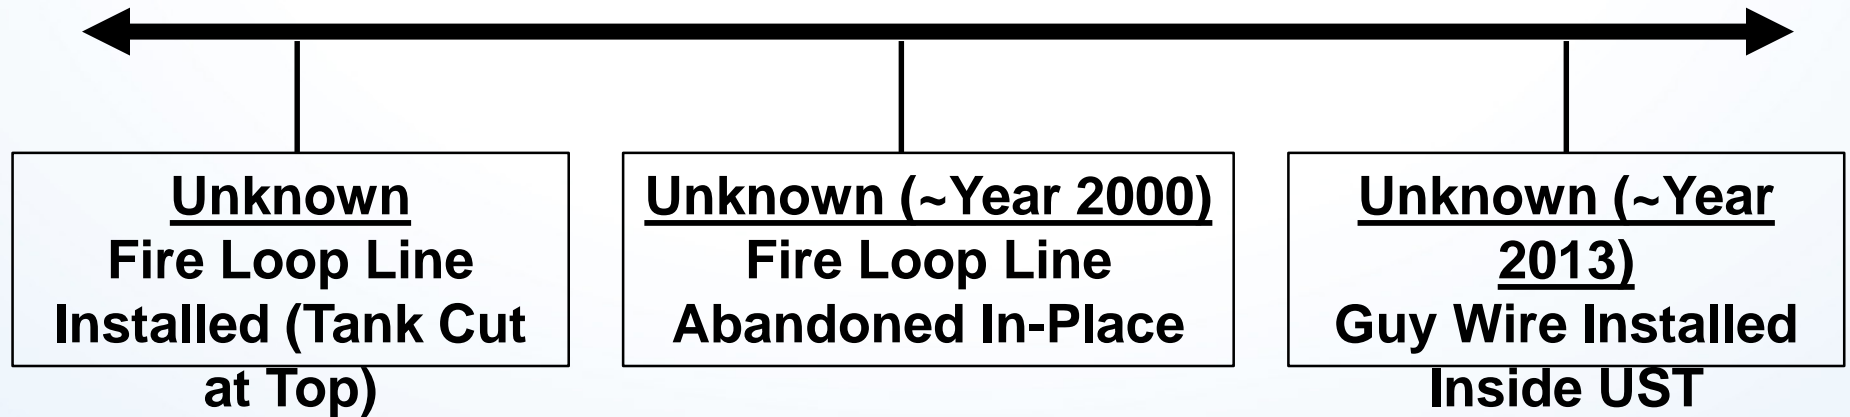 Unknown
Fire Loop Line
Installed (Tank Cut
at Top)
Unknown (~Year 2000)
Fire Loop Line
Abandoned In-Place
Unknown (~Year
2013)
Guy Wire Installed
Inside UST